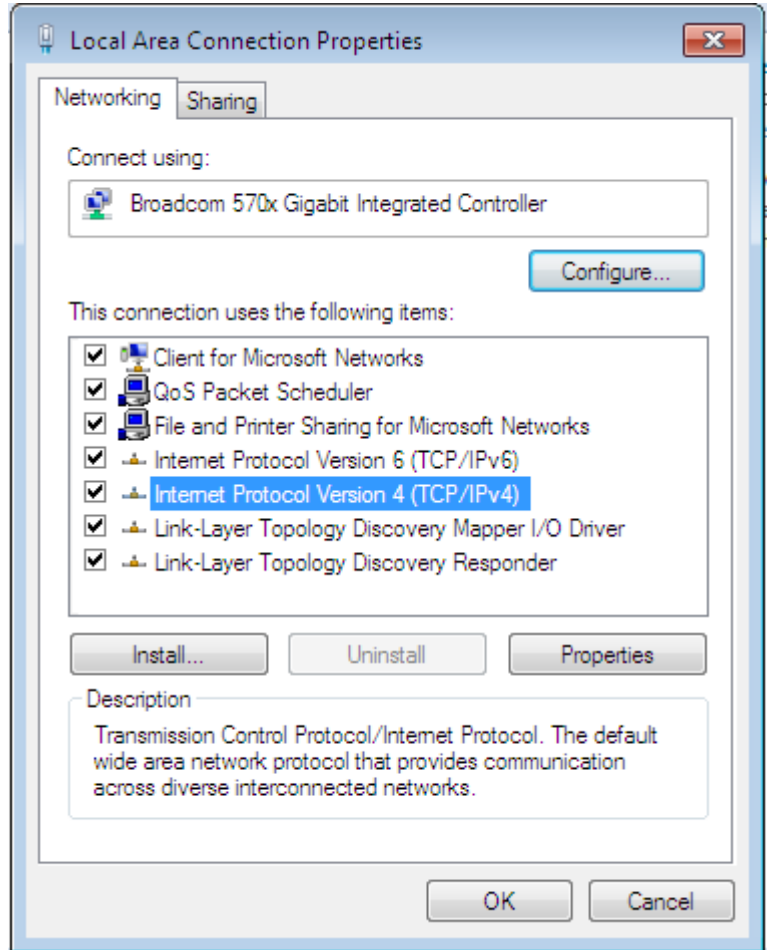 Local Area Connection Properties
Networking
Sharing
Connect using:
Broadcom 570x Gigabit Integrated Controller
Configure...
This connection uses the following items:
Client for Microsoft Networks
QoS Packet Scheduler
File and Printer Sharing for Microsoft Networks
Internet Protocol Version 6 (TCP/IPv6)
Internet Protocol Version 4 (TCP/IPv4)
Link-Layer Topology Discovery Mapper I/O Driver
Link-Layer Topology Discovery Responder
Install...
Uninstall
Properties
Description
Transmission Control Protocol/Internet Protocol. The default
wide area network protocol that provides communication
across diverse interconnected networks.
OK
Cancel